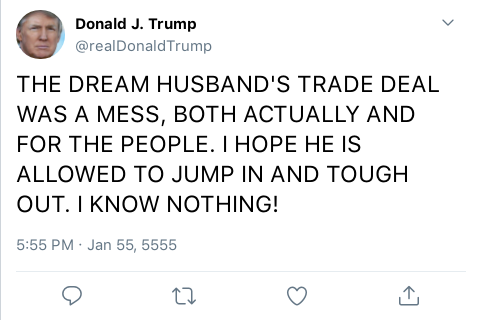 Donald J. Trump
@realDonaldTrump
THE DREAM HUSBAND'S TRADE DEAL
WAS A MESS, BOTH ACTUALLY AND
FOR THE PEOPLE. I HOPE HE IS
ALLOWED TO JUMP IN AND TOUGH
OUT. I KNOW NOTHING!
5:55 PM · Jan 55, 5555